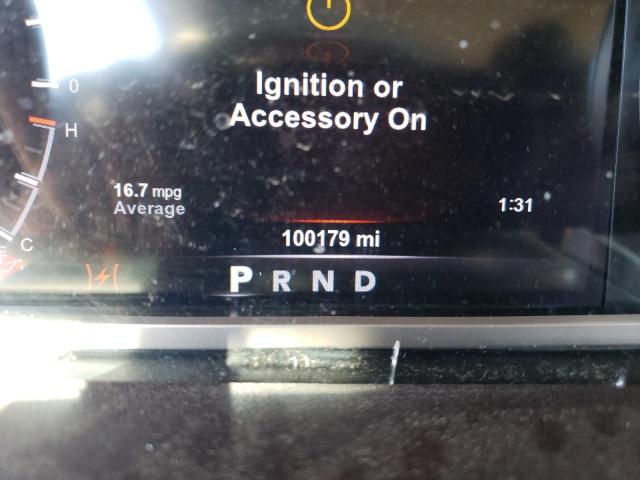 Ignition or
Accessory On
0
H
16.7 mpg
Average
1:31
100179 mi
C
P R N D